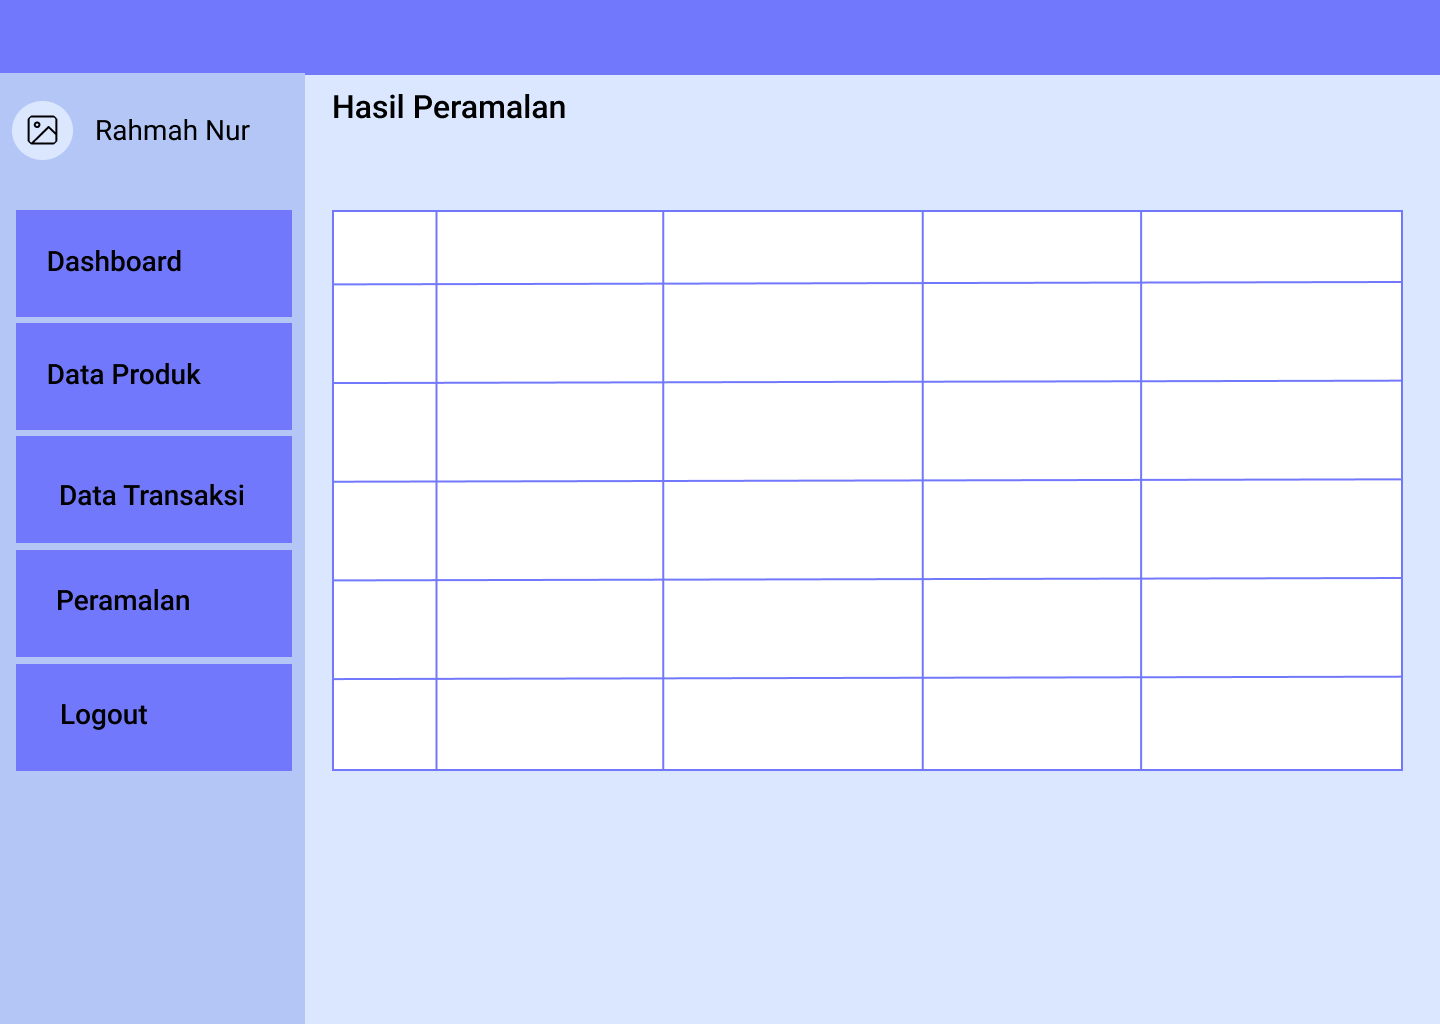 Rahmah Nur
Dashboard
Data Produk
Data Transaksi
Peramalan
Logout
Hasil Peramalan